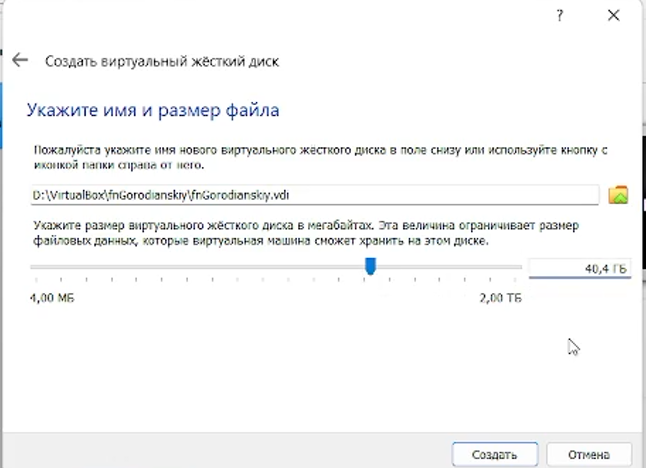 ?
Создать виртуальный жёсткий диск
Укажите имя и размер файла
Пожалуйста укажите имя нового виртуального жесткого диска в поле снизу или используйте кнопку с
иконкой папки справа от него.
D:\VirtualBox\fnGorodianskiy\fnGorodianskiy.vdi
Укажите размер виртуального жёсткого диска в мегабайтах. Эта величина ограничивает размер
файловых данных, которые виртуальная машина сможет хранить на этом диске.
40,4 ГБ
4,00 МБ 2,00 ТБ
Создать Отмена